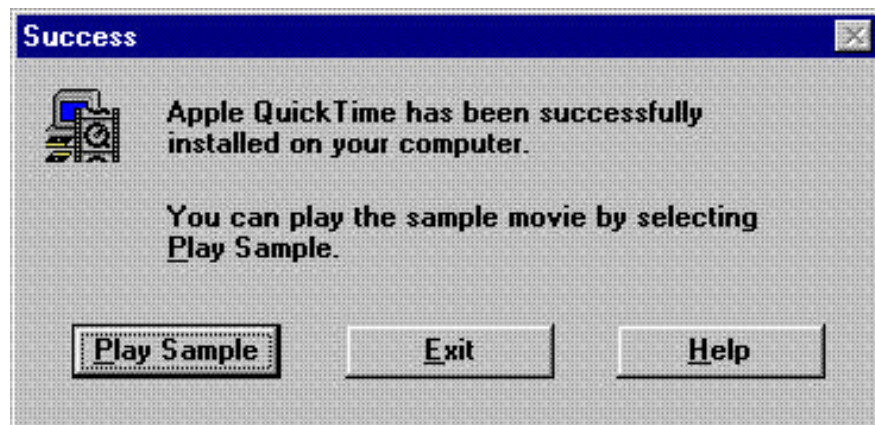 Success
Apple QuickTime has been successfully
installed on your computer.
You can play the sample movie by selecting
Play Sample.
Play Sample
Exit
Help